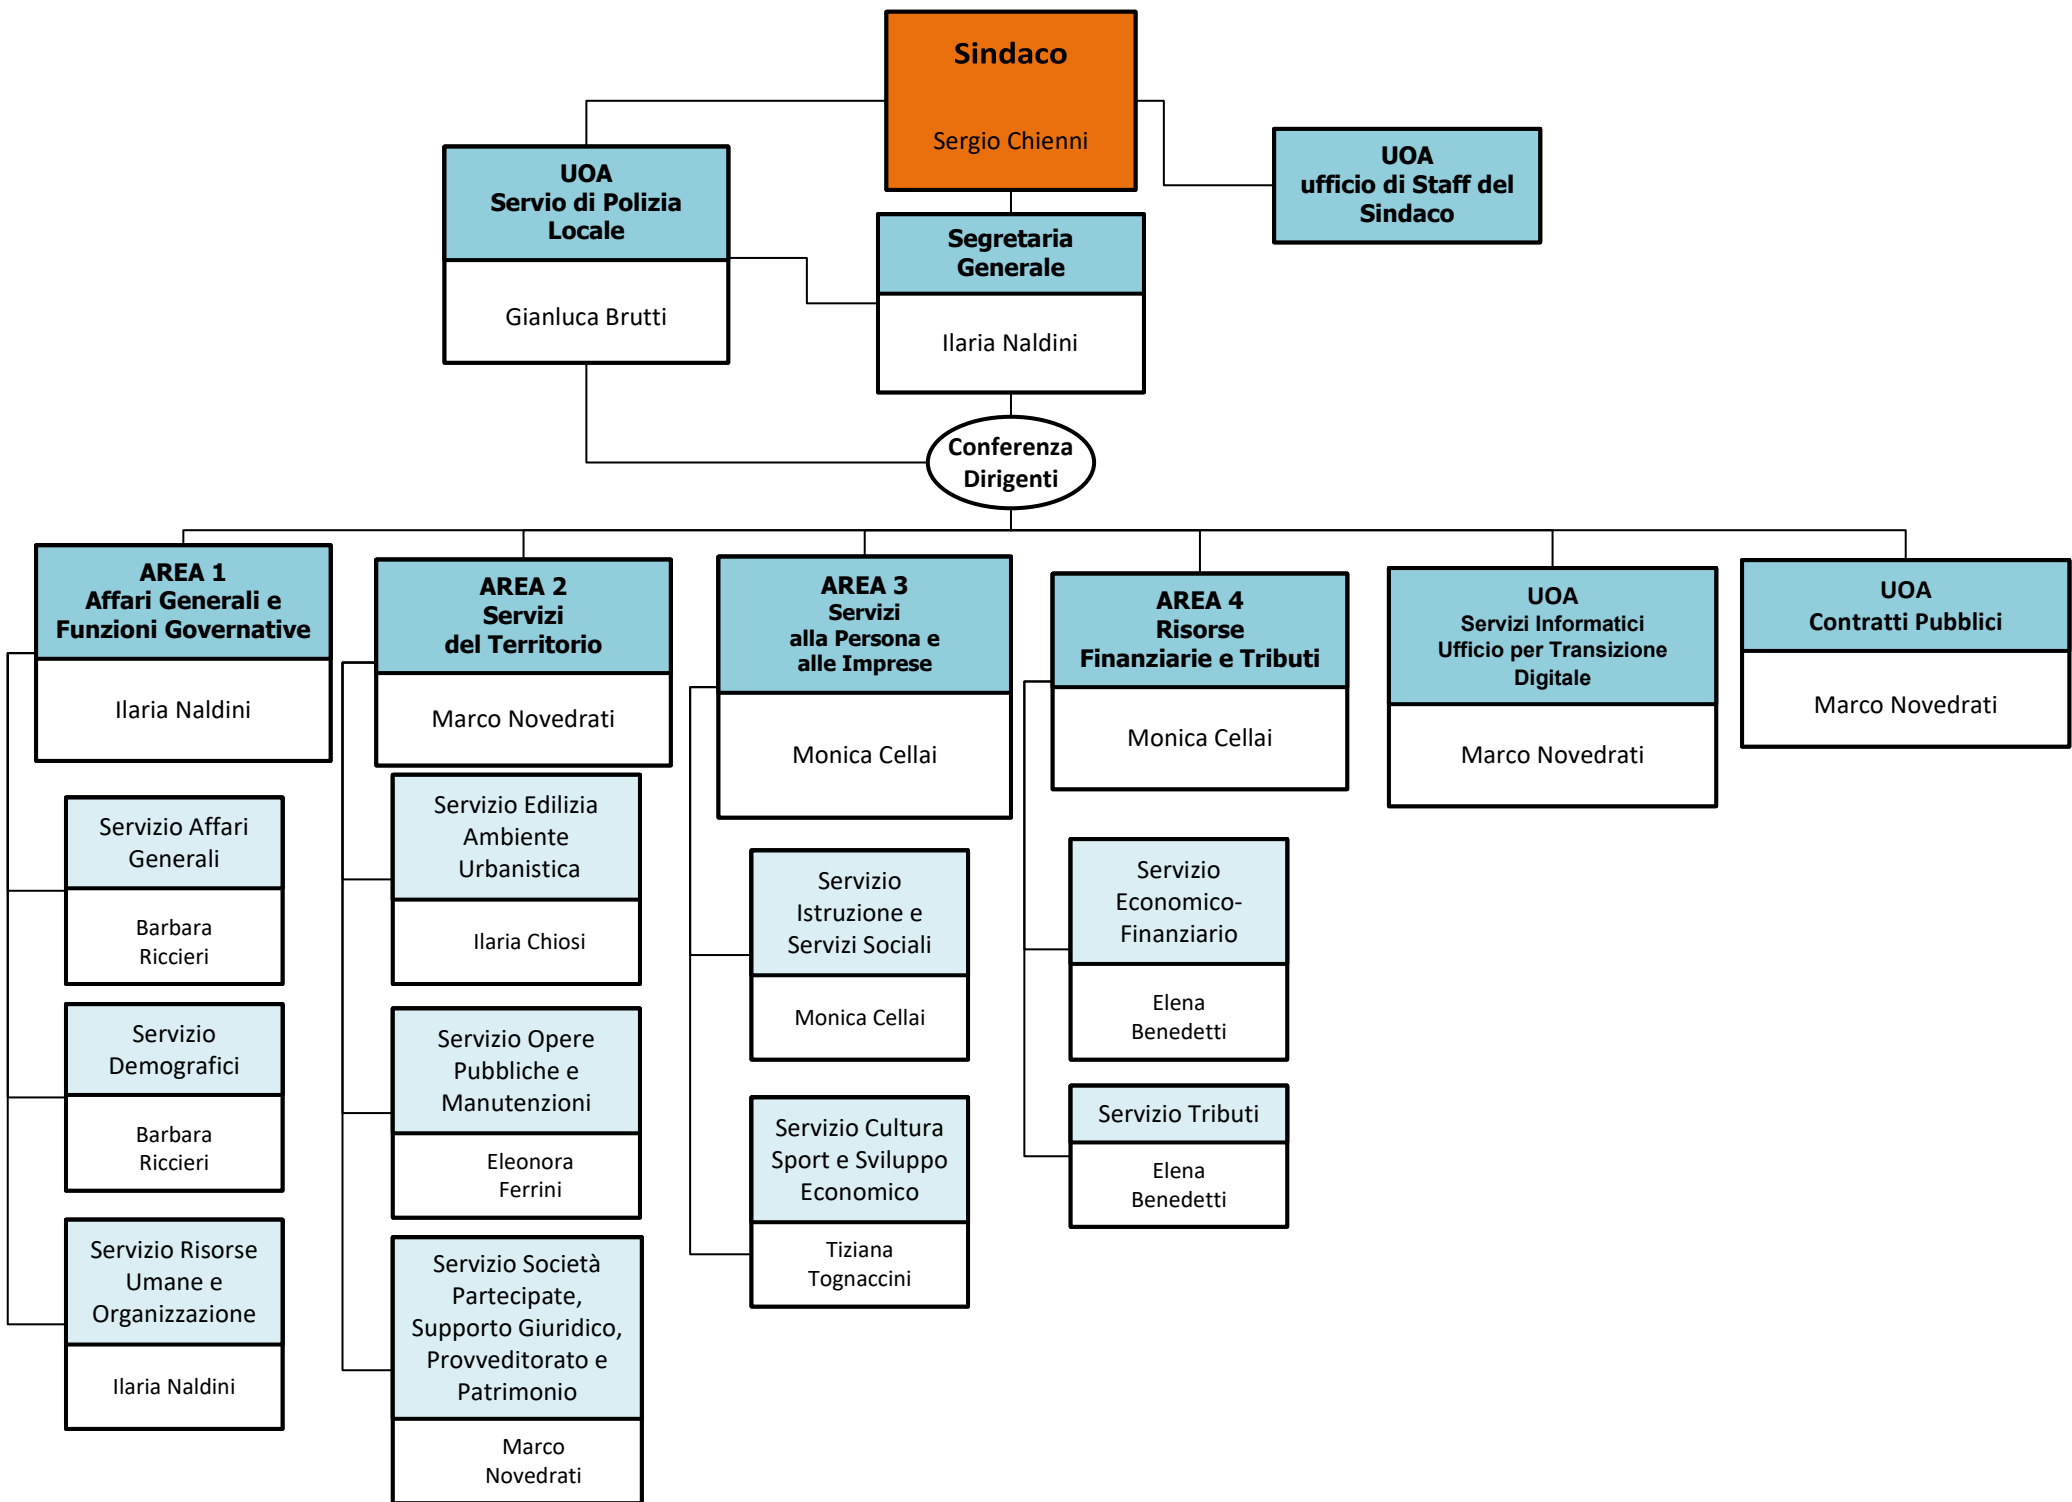 Sindaco
Sergio Chienni
UOA
Servio di Polizia
Locale
Gianluca Brutti
UOA
ufficio di Staff del
Sindaco
Segretaria
Generale
Ilaria Naldini
Conferenza
Dirigenti
AREA 1
Affari Generali e
Funzioni Governative
Ilaria Naldini
AREA 2
Servizi
del Territorio
Marco Novedrati
AREA 3
Servizi
alla Persona e
alle Imprese
Monica Cellai
AREA 4
Risorse
Finanziarie e Tributi
Monica Cellai
UOA
Servizi Informatici
Ufficio per Transizione
Digitale
Marco Novedrati
UOA
Contratti Pubblici
Marco Novedrati
Servizio Affari
Generali
Barbara
Riccieri
Servizio
Demografici
Barbara
Riccieri
Servizio Risorse
Umane e
Organizzazione
Ilaria Naldini
Servizio Edilizia
Ambiente
Urbanistica
Ilaria Chiosi
Servizio Opere
Pubbliche e
Manutenzioni
Eleonora
Ferrini
Servizio Società
Partecipate,
Supporto Giuridico,
Provveditorato e
Patrimonio
Marco
Novedrati
Servizio
Istruzione e
Servizi Sociali
Monica Cellai
Servizio Cultura
Sport e Sviluppo
Economico
Tiziana
Tognaccini
Servizio
Economico-
Finanziario
Elena
Benedetti
Servizio Tributi
Elena
Benedetti